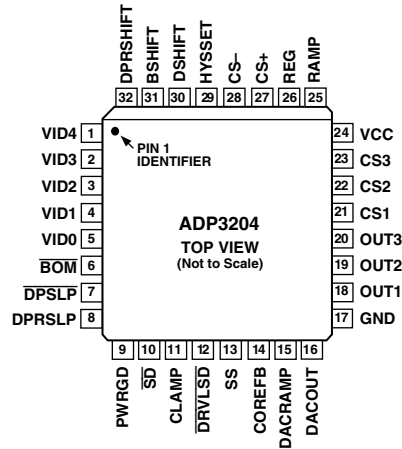 DPRSHIFT
BSHIFT
DSHIFT
HYSSET
CS–
CS+
REG
RAMP
32 31 30 29 28 27 26 25
VID4 1
VID3 2
VID2 3
VID1 4
VID0 5
BOM 6
DPSLP 7
DPRSLP 8
PIN 1
IDENTIFIER
ADP3204
TOP VIEW
(Not to Scale)
24 VCC
23 CS3
22 CS2
21 CS1
20 OUT3
19 OUT2
18 OUT1
17 GND
9 10 11 12 13 14 15 16
PWRGD
SD
CLAMP
DRVLSD
SS
COREFB
DACRAMP
DACOUT